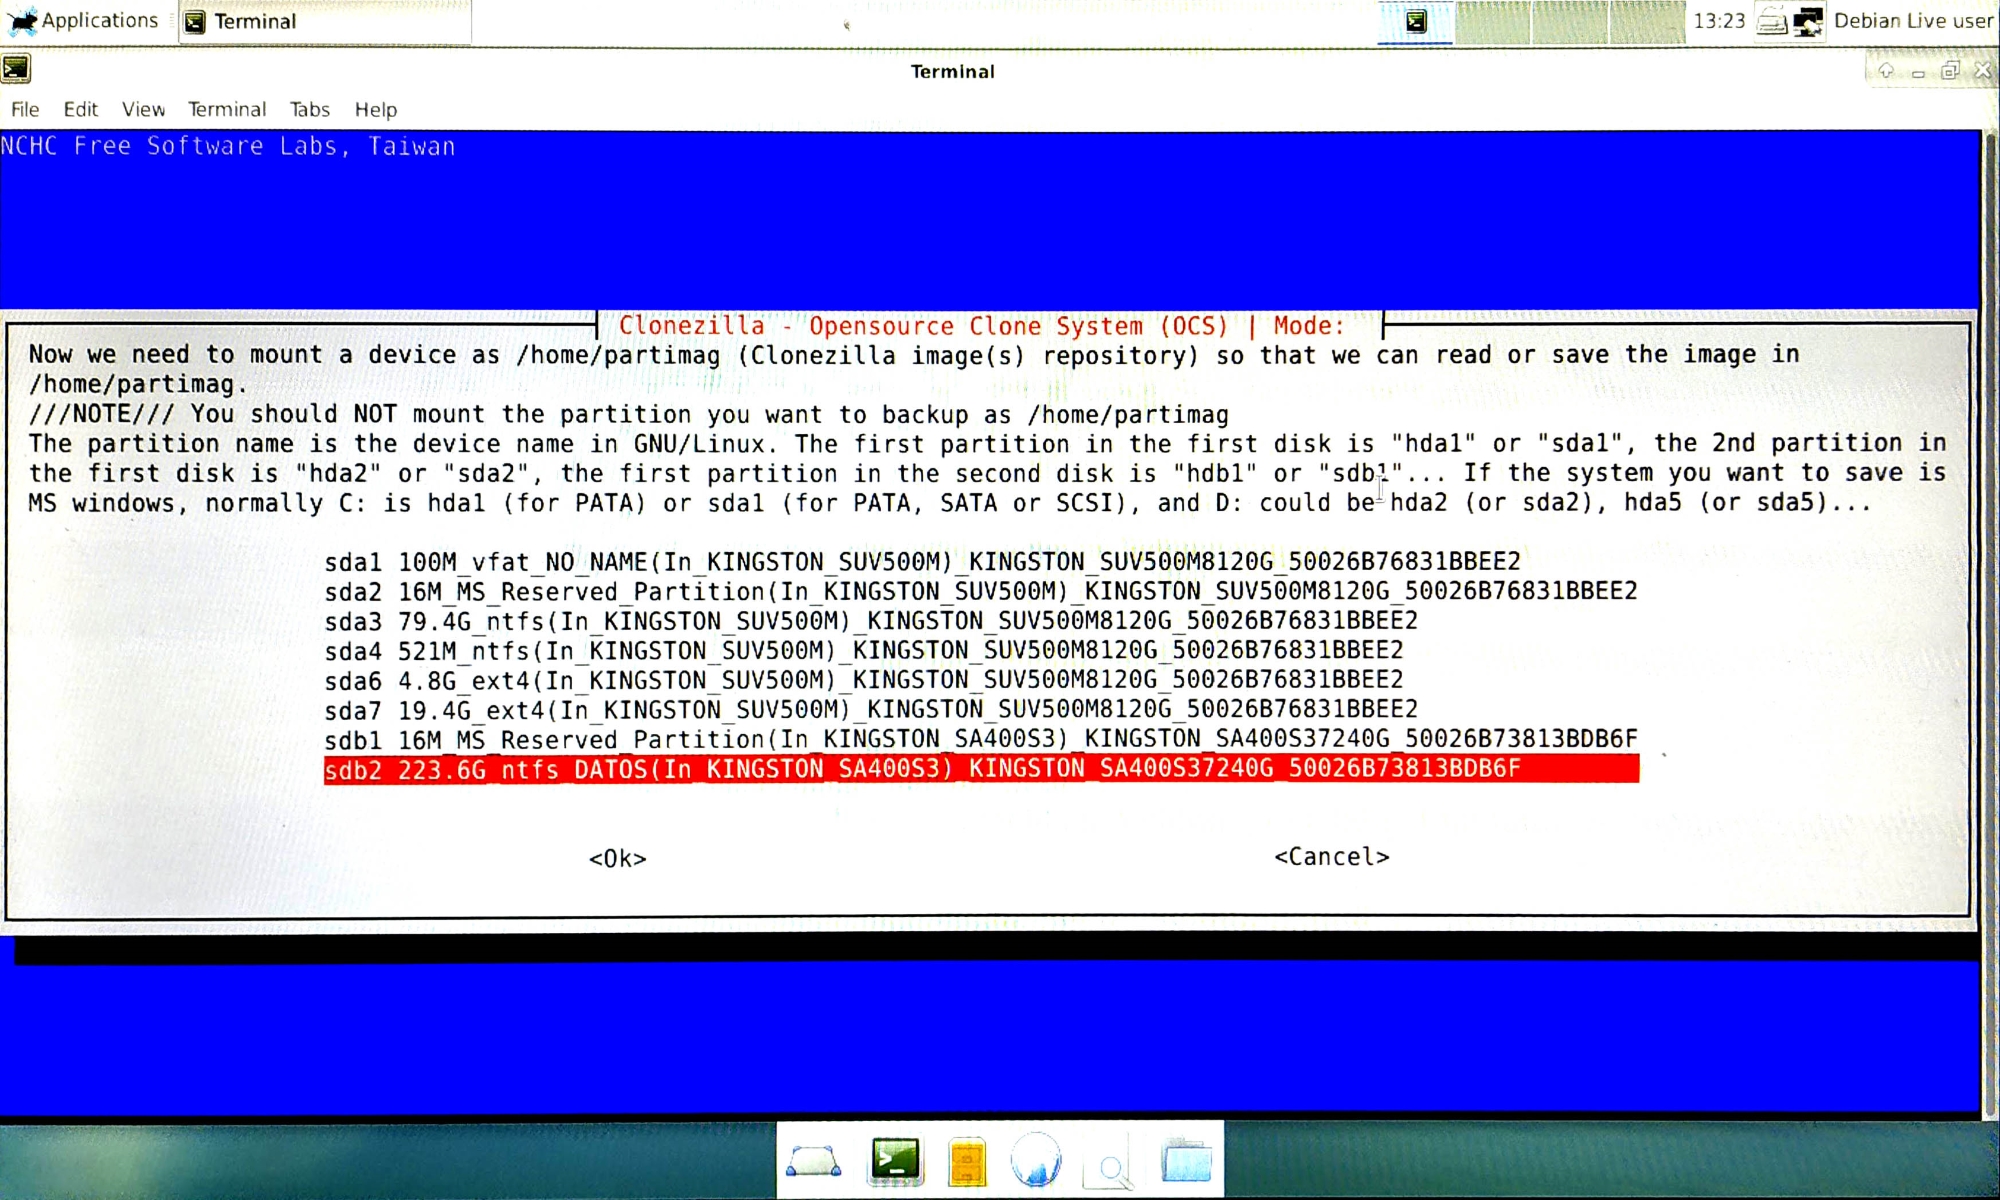 Applications Terminal 13:23 Debian Live user
Terminal
File Edit View Terminal Tabs Help
NCHC Free Software Labs, Taiwan
Clonezilla - Opensource Clone System (OCS) | Mode:
Now we need to mount a device as /home/partimag (Clonezilla image(s) repository) so that we can read or save the image in
/home/partimag.
///NOTE/// You should NOT mount the partition you want to backup as /home/partimag
The partition name is the device name in GNU/Linux. The first partition in the first disk is "hda1" or "sda1", the 2nd partition in
the first disk is "hda2" or "sda2", the first partition in the second disk is "hdb1" or "sdb1"... If the system you want to save is
MS windows, normally C: is hda1 (for PATA) or sda1 (for PATA, SATA or SCSI), and D: could be hda2 (or sda2), hda5 (or sda5)...
sda1 100M_vfat_NO_NAME(In_KINGSTON_SUV500M)_KINGSTON_SUV500M8120G_50026B76831BBEE2
sda2 16M_MS_Reserved_Partition(In_KINGSTON_SUV500M)_KINGSTON_SUV500M8120G_50026B76831BBEE2
sda3 79.4G_ntfs(In_KINGSTON_SUV500M)_KINGSTON_SUV500M8120G_50026B76831BBEE2
sda4 521M_ntfs(In_KINGSTON_SUV500M)_KINGSTON_SUV500M8120G_50026B76831BBEE2
sda6 4.8G_ext4(In_KINGSTON_SUV500M)_KINGSTON_SUV500M8120G_50026B76831BBEE2
sda7 19.4G_ext4(In_KINGSTON_SUV500M)_KINGSTON_SUV500M8120G_50026B76831BBEE2
sdb1 16M_MS_Reserved_Partition(In_KINGSTON_SA400S3)_KINGSTON_SA400S37240G_50026B73813BDB6F
sdb2 223.6G_ntfs_DATOS(In_KINGSTON_SA400S3)_KINGSTON_SA400S37240G_50026B73813BDB6F
<Ok> <Cancel>